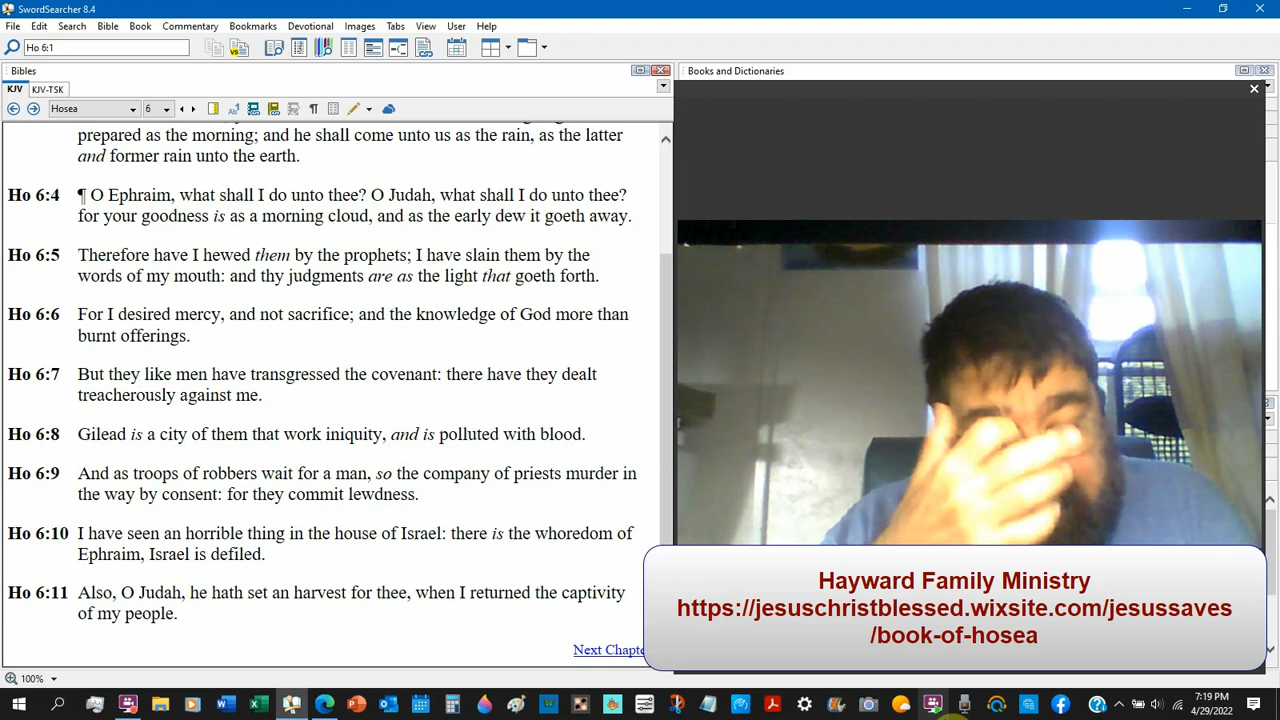 SwordSearcher 8.4
File Edit Search Bible Book Commentary Bookmarks Devotional Images Tabs View User Help
Ho 6:1
Bibles
Books and Dictionaries
KJV KJV-TSK
Hosea 6
prepared as the morning; and he shall come unto us as the rain, as the latter
and former rain unto the earth.
Ho 6:4 ¶ O Ephraim, what shall I do unto thee? O Judah, what shall I do unto thee?
for your goodness is as a morning cloud, and as the early dew it goeth away.
Ho 6:5 Therefore have I hewed them by the prophets; I have slain them by the
words of my mouth: and thy judgments are as the light that goeth forth.
Ho 6:6 For I desired mercy, and not sacrifice; and the knowledge of God more than
burnt offerings.
Ho 6:7 But they like men have transgressed the covenant: there have they dealt
treacherously against me.
Ho 6:8 Gilead is a city of them that work iniquity, and is polluted with blood.
Ho 6:9 And as troops of robbers wait for a man, so the company of priests murder in
the way by consent: for they commit lewdness.
Ho 6:10 I have seen an horrible thing in the house of Israel: there is the whoredom of
Ephraim, Israel is defiled.
Ho 6:11 Also, O Judah, he hath set an harvest for thee, when I returned the captivity
of my people.
Next Chapte
Hayward Family Ministry
https://jesuschristblessed.wixsite.com/jesussaves
/book-of-hosea
100%
7:19 PM
4/29/2022